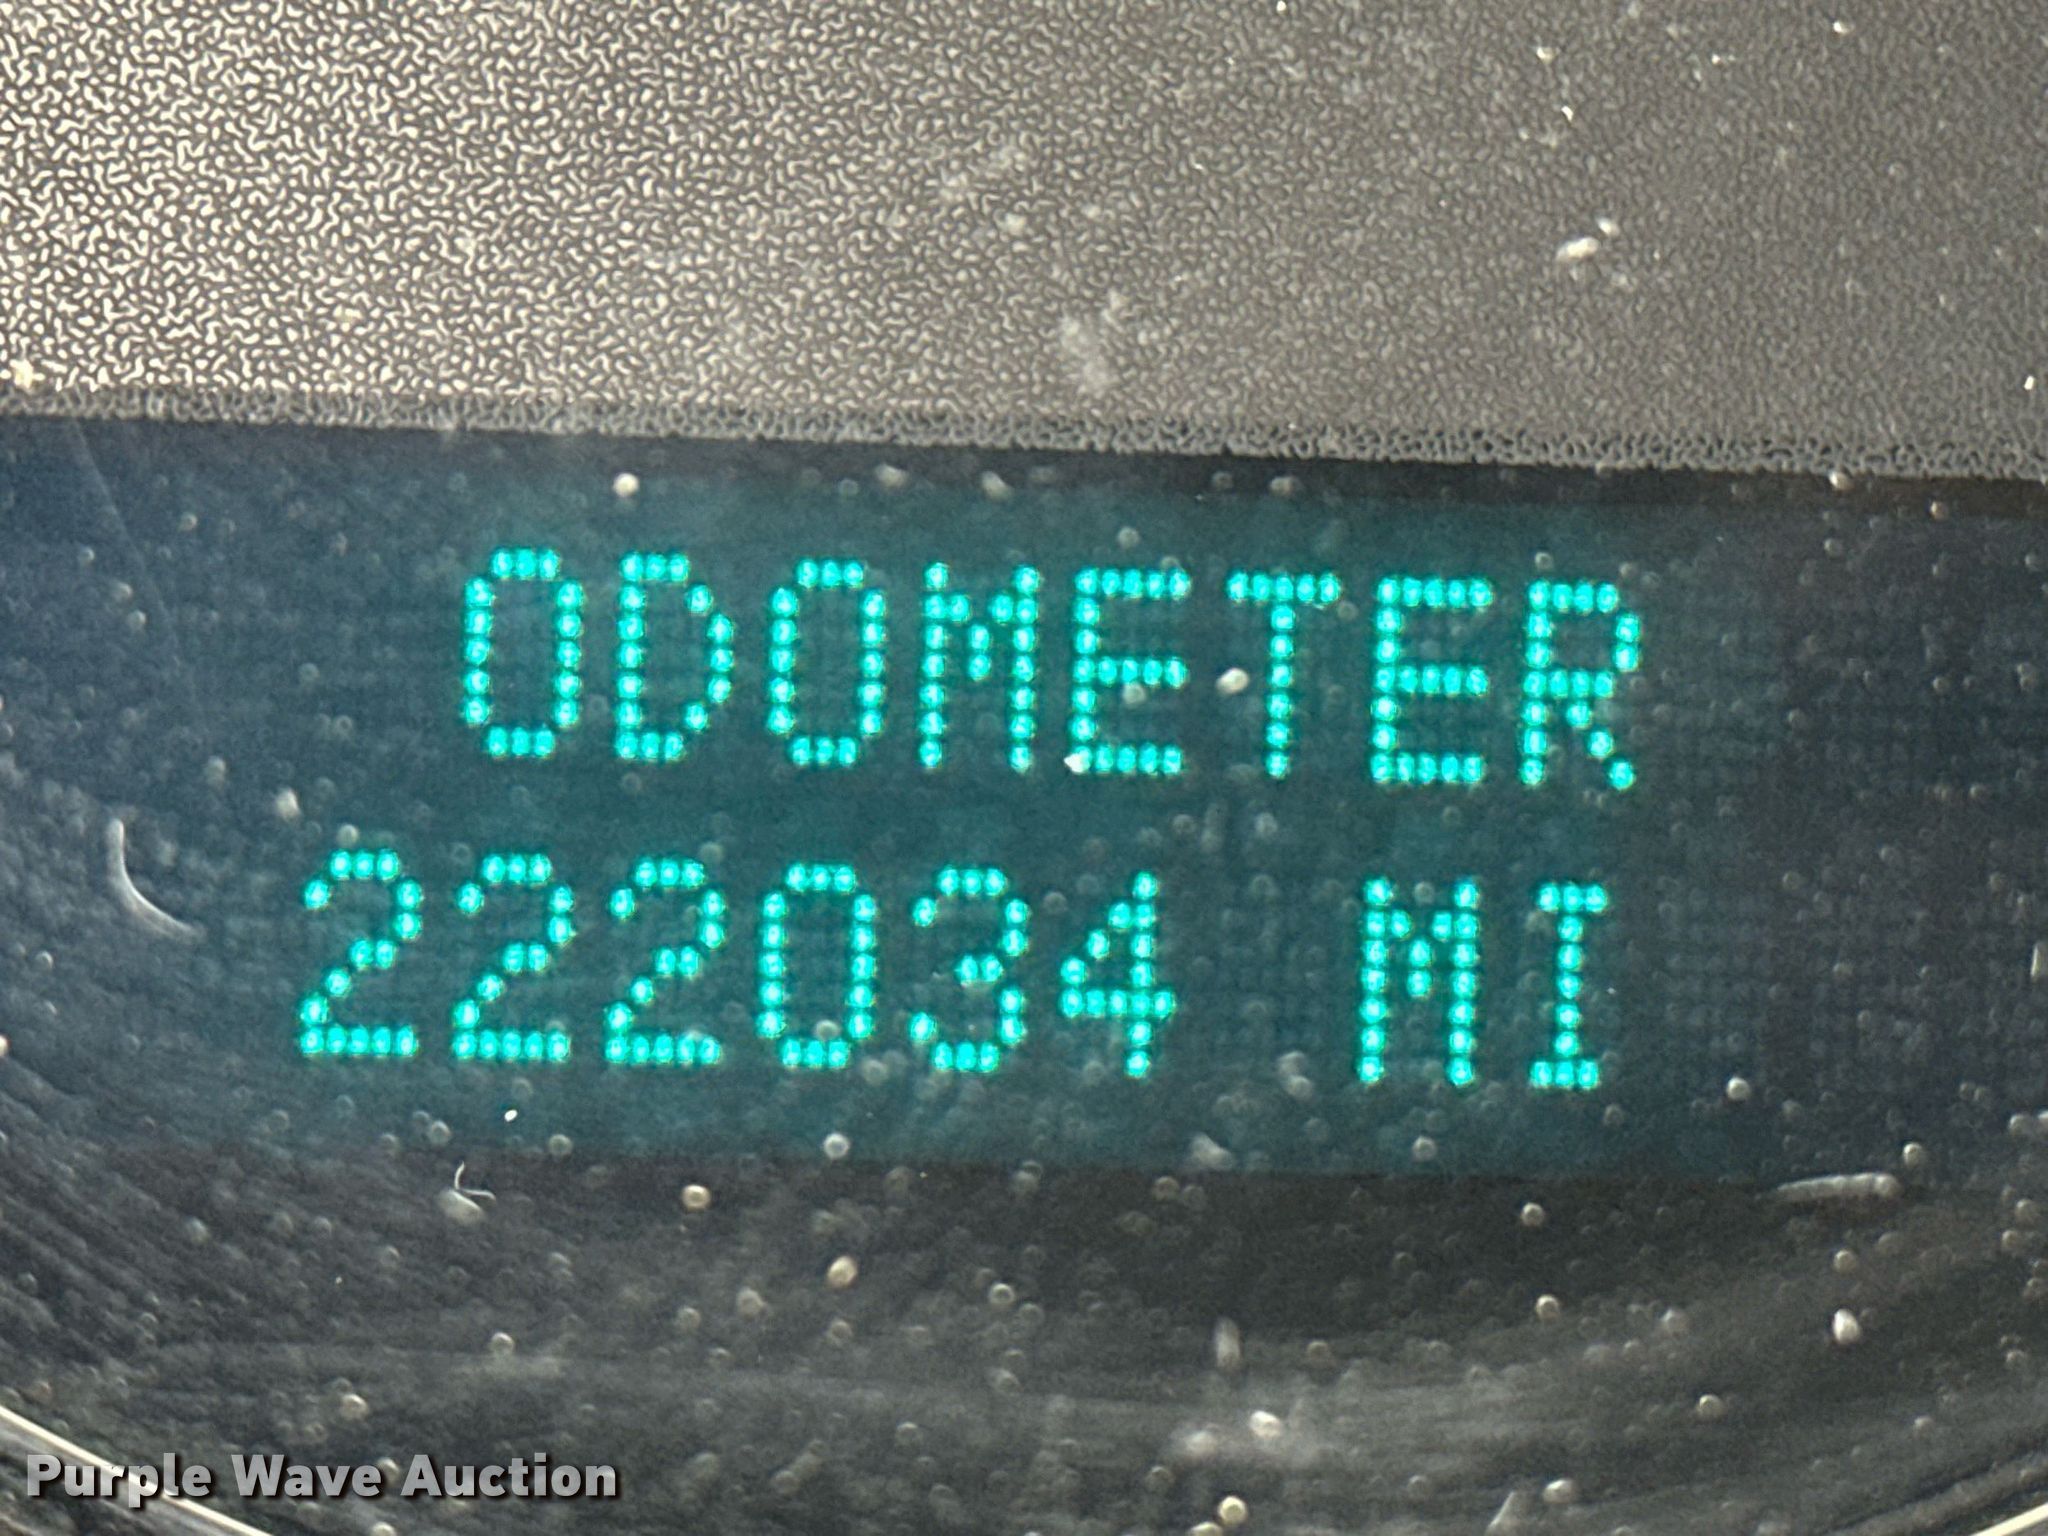 ODOMETER
222034 MI
Purple Wave Auction